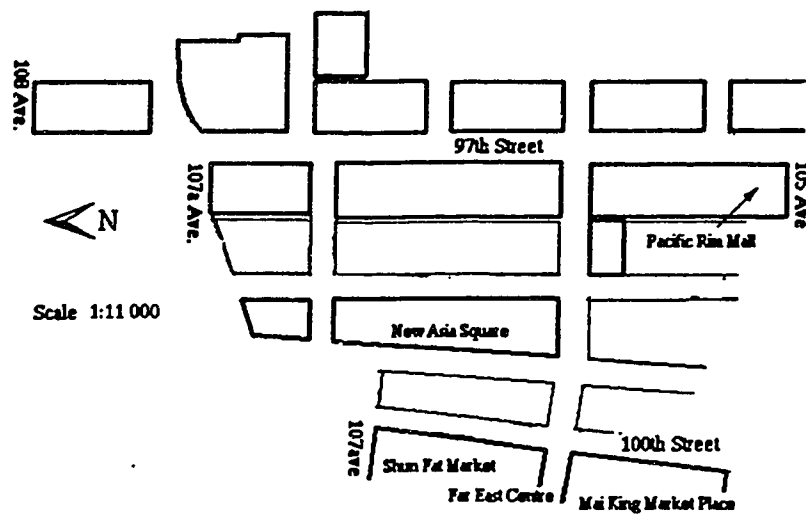 108 Ave.
97th Street
107a Ave.
105 Ave
N
Pacific Rim Mall
Scale 1:11 000
New Asia Square
107ave
100th Street
Shun Fat Market
Far East Centre
Mai King Market Place